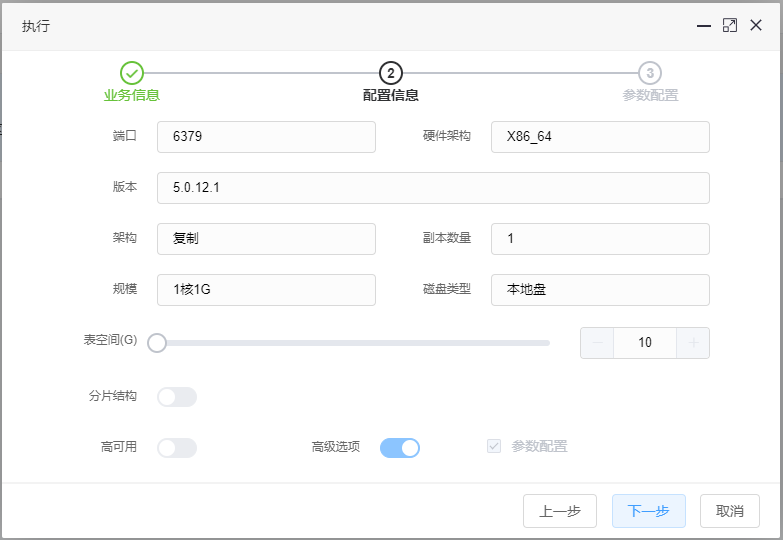 执行
2 3
业务信息 配置信息 参数配置
端口 6379 硬件架构 X86_64
版本 5.0.12.1
架构 复制 副本数量 1
规模 1核1G 磁盘类型 本地盘
表空间(G) 10
分片结构
高可用 高级选项 参数配置
上一步 下一步 取消